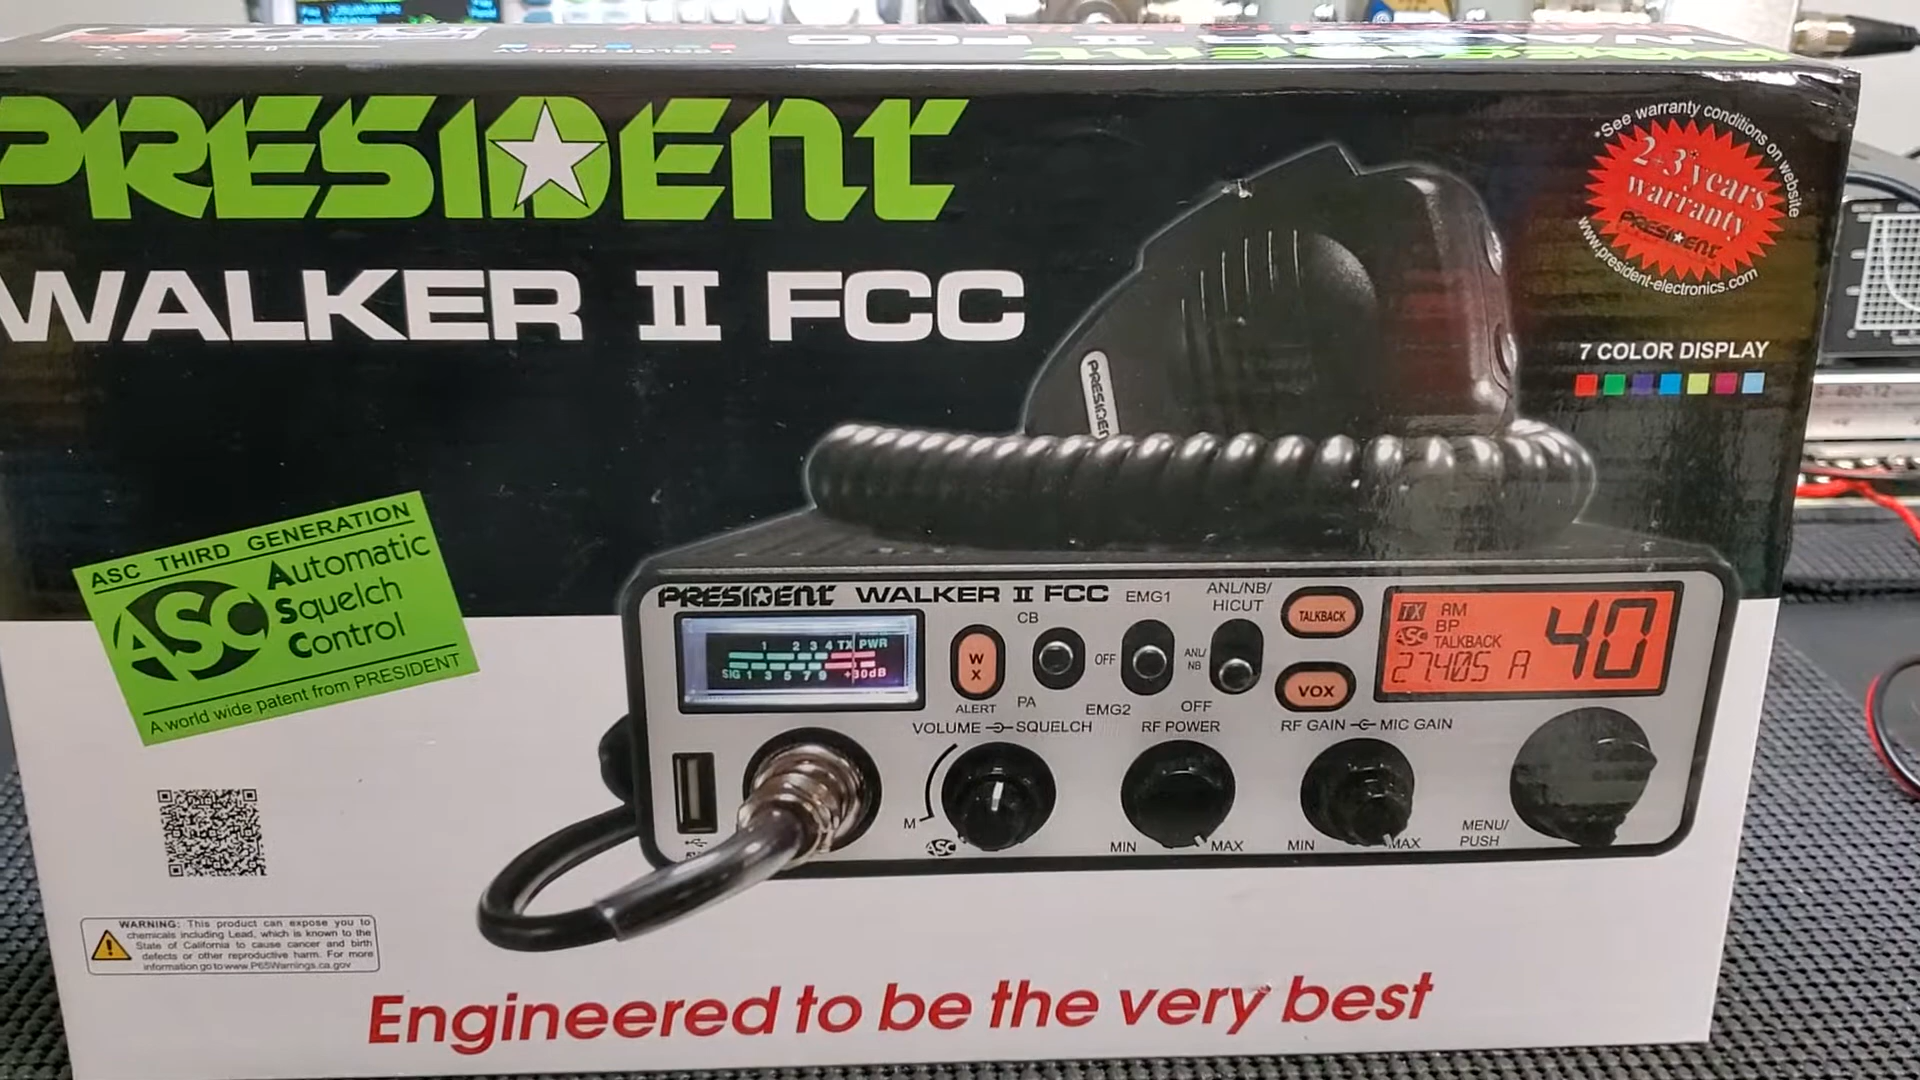 PRESIDENT
WALKER II FCC
*See warranty conditions on website
2-3* years
warranty
PRESIDENT
www.president-electronics.com
7 COLOR DISPLAY
PRESIDENT
ASC THIRD GENERATION
ASC
Automatic
Squelch
Control
A world wide patent from PRESIDENT
PRESIDENT WALKER II FCC
CB
EMG1
ANL/NB/
HICUT
TALKBACK
1 2 3 4 TX PWR
SIG 1 3 5 7 9 +30dB
W
X
ALERT
PA
OFF
EMG2
ANL/
NB
OFF
VOX
TX RM
BP
ASC TALKBACK
27.405 A
40
VOLUME SQUELCH
RF POWER
RF GAIN MIC GAIN
M
ASC
MIN MAX
MIN MAX
MENU/
PUSH
WARNING: This product can expose you to
chemicals including Lead, which is known to the
State of California to cause cancer and birth
defects or other reproductive harm. For more
information go to www.P65Warnings.ca.gov
Engineered to be the very best